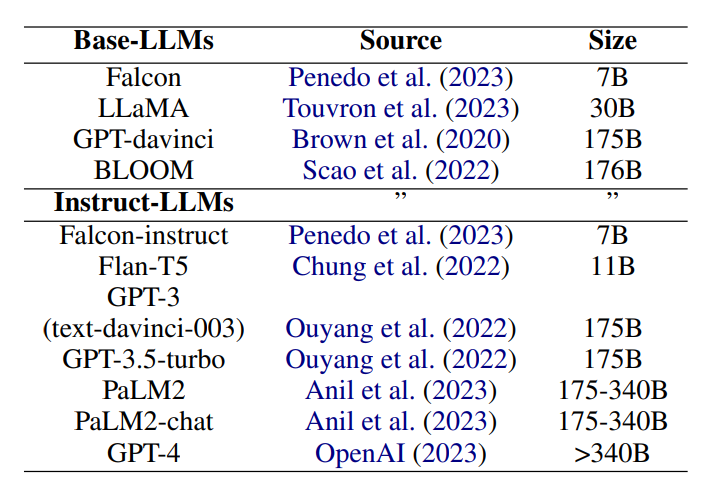 Base-LLMs Source Size
Falcon Penedo et al. (2023) 7B
LLaMA Touvron et al. (2023) 30B
GPT-davinci Brown et al. (2020) 175B
BLOOM Scao et al. (2022) 176B
Instruct-LLMs ” ”
Falcon-instruct Penedo et al. (2023) 7B
Flan-T5 Chung et al. (2022) 11B
GPT-3
(text-davinci-003) Ouyang et al. (2022) 175B
GPT-3.5-turbo Ouyang et al. (2022) 175B
PaLM2 Anil et al. (2023) 175-340B
PaLM2-chat Anil et al. (2023) 175-340B
GPT-4 OpenAI (2023) >340B